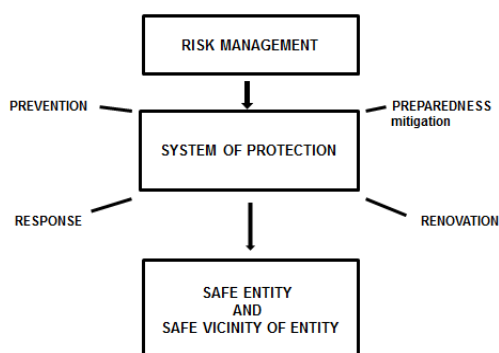 RISK MANAGEMENT
PREVENTION
PREPAREDNESS
mitigation
SYSTEM OF PROTECTION
RESPONSE
RENOVATION
SAFE ENTITY
AND
SAFE VICINITY OF ENTITY